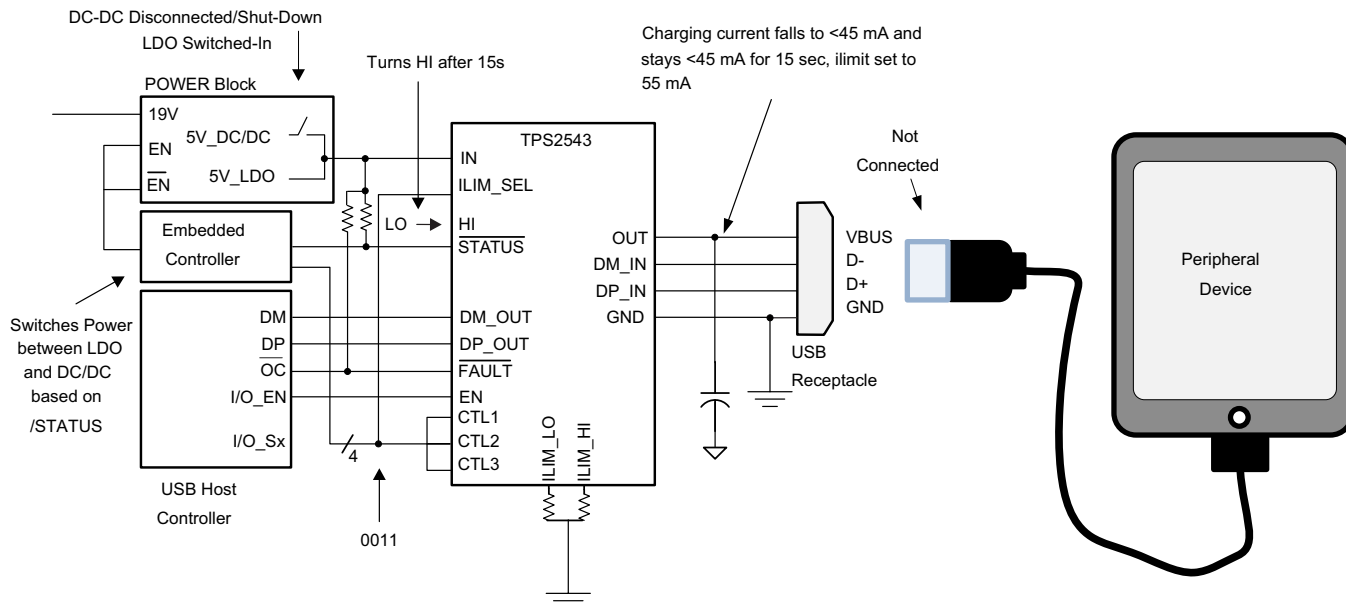 DC-DC Disconnected/Shut-Down
LDO Switched-In
POWER Block
19V
5V_DC/DC
EN
EN
5V_LDO
Embedded
Controller
Switches Power
between LDO
and DC/DC
based on
/STATUS
DM
DP
OC
I/O_EN
I/O_Sx
USB Host
Controller
Turns HI after 15s
LO
HI
4
0011
TPS2543
IN
ILIM_SEL
STATUS
DM_OUT
DP_OUT
FAULT
EN
CTL1
CTL2
CTL3
ILIM_LO
ILIM_HI
OUT
DM_IN
DP_IN
GND
Charging current falls to <45 mA and
stays <45 mA for 15 sec, ilimit set to
55 mA
VBUS
D-
D+
GND
USB
Receptacle
Not
Connected
Peripheral
Device